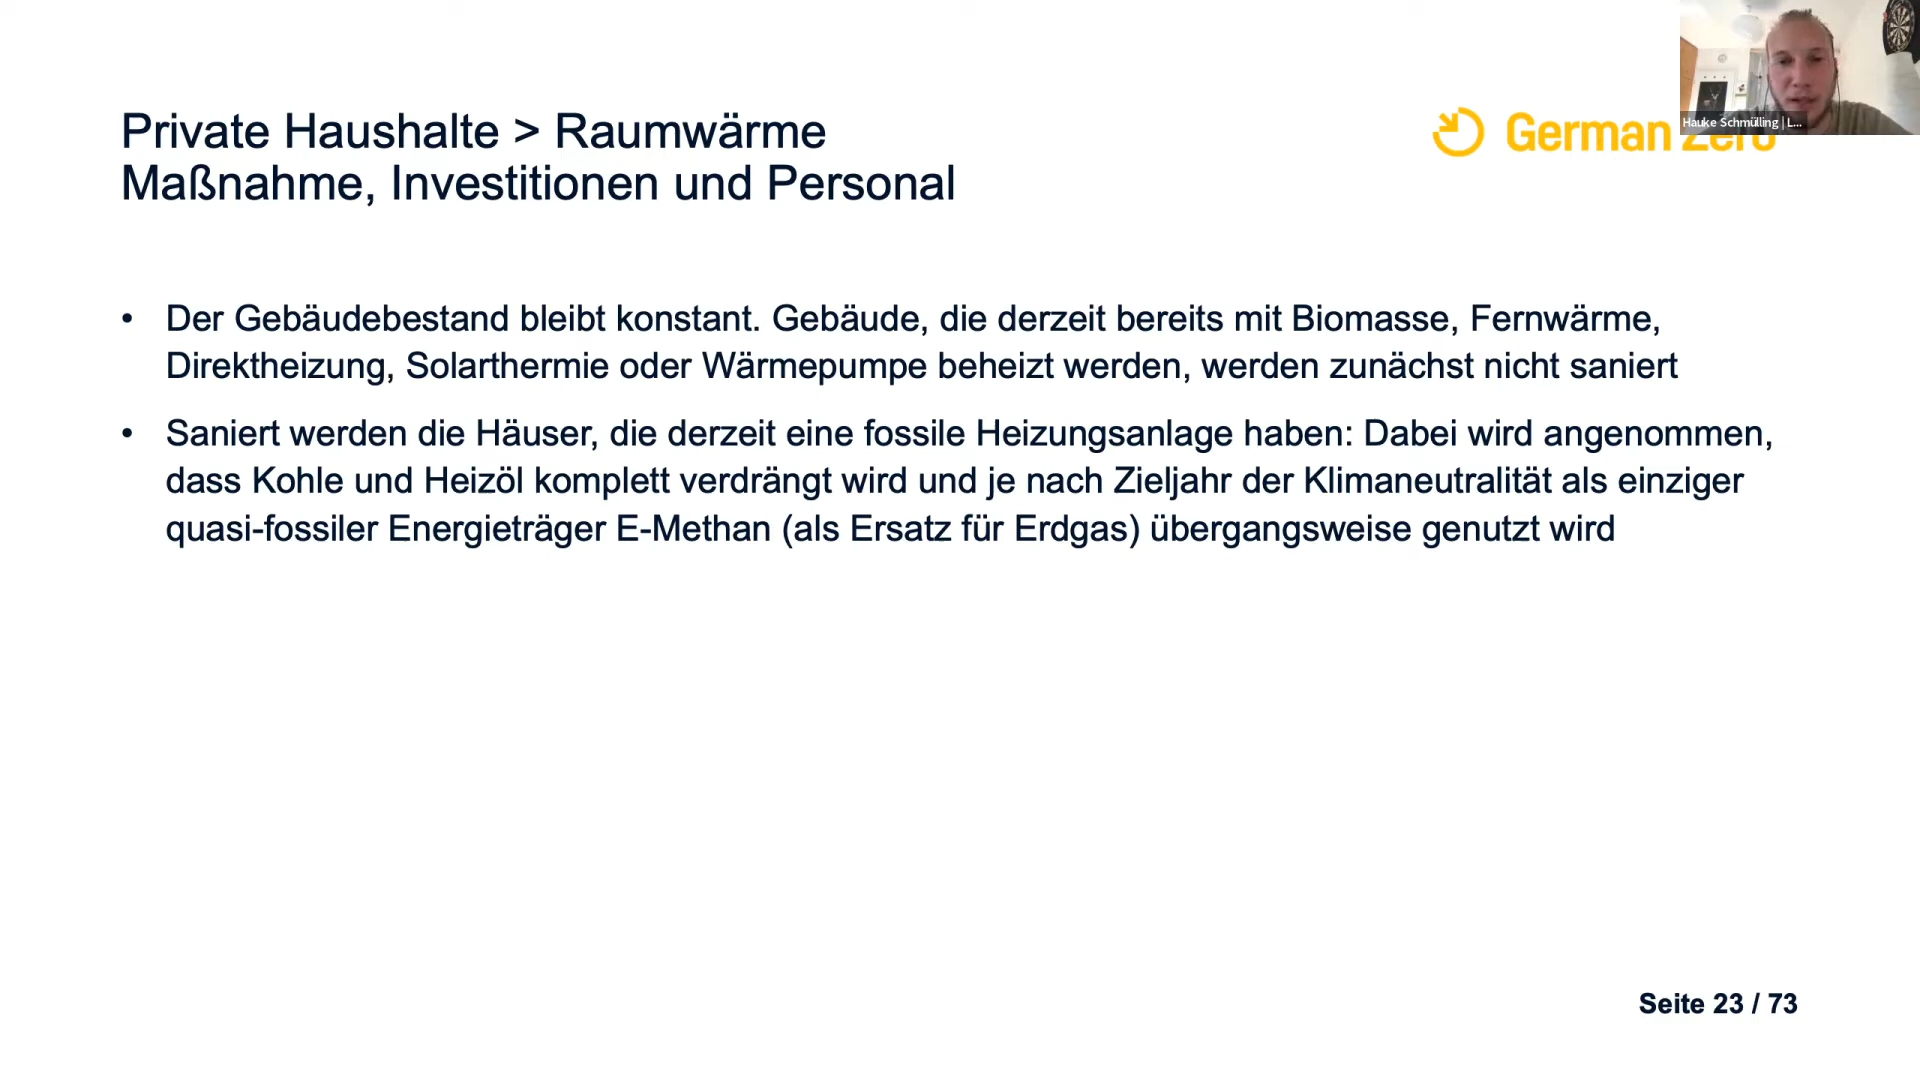 Private Haushalte > Raumwärme
Maßnahme, Investitionen und Personal
German Zero
Hauke Schmülling | L...
• Der Gebäudebestand bleibt konstant. Gebäude, die derzeit bereits mit Biomasse, Fernwärme,
Direktheizung, Solarthermie oder Wärmepumpe beheizt werden, werden zunächst nicht saniert
• Saniert werden die Häuser, die derzeit eine fossile Heizungsanlage haben: Dabei wird angenommen,
dass Kohle und Heizöl komplett verdrängt wird und je nach Zieljahr der Klimaneutralität als einziger
quasi-fossiler Energieträger E-Methan (als Ersatz für Erdgas) übergangsweise genutzt wird
Seite 23 / 73